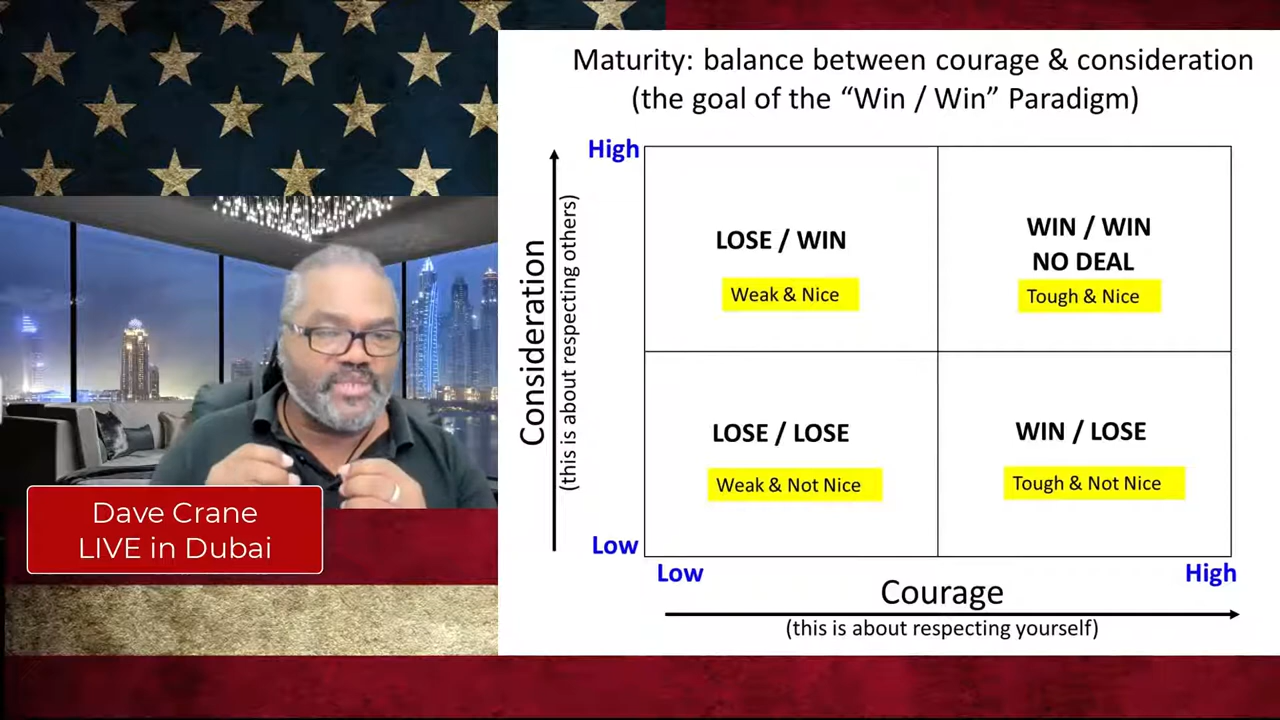 Maturity: balance between courage & consideration
(the goal of the “Win / Win” Paradigm)
High
Consideration
(this is about respecting others)
LOSE / WIN
Weak & Nice
WIN / WIN
NO DEAL
Tough & Nice
LOSE / LOSE
Weak & Not Nice
WIN / LOSE
Tough & Not Nice
Low
Low
High
Courage
(this is about respecting yourself)
Dave Crane
LIVE in Dubai